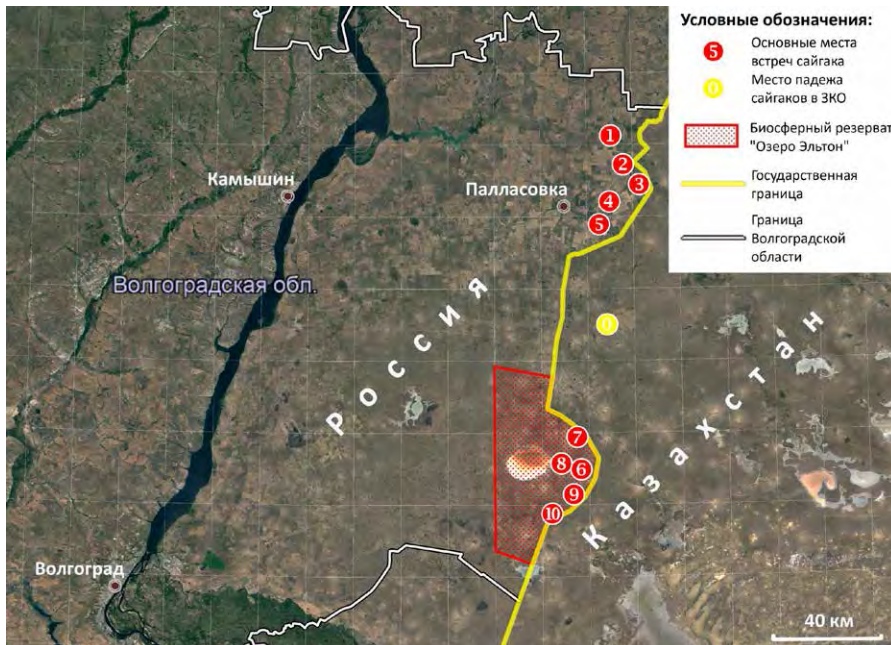 Условные обозначения:
5
Основные места
встреч сайгака
0
Место падежа
сайгаков в ЗКО
Биосферный резерват
"Озеро Эльтон"
Государственная
граница
Граница
Волгоградской
области
1
2
3
Камышин
Палласовка
4
5
Волгоградская обл.
Россия
0
Казахстан
7
8
6
9
10
Волгоград
40 км